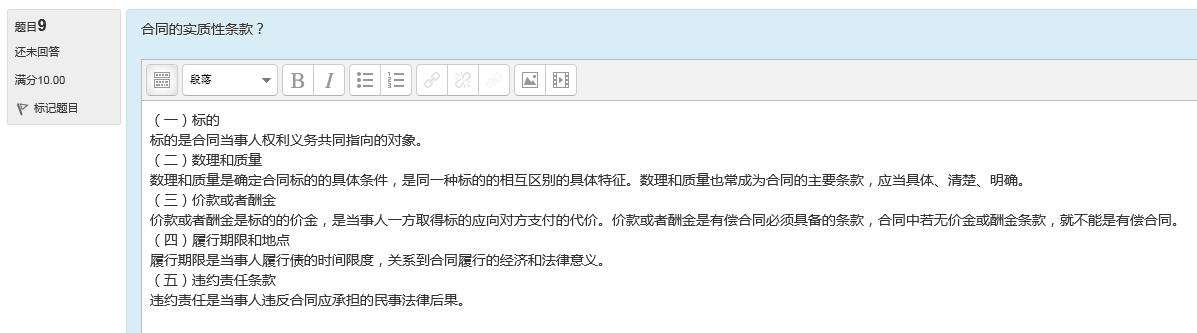 题目9
还未回答
满分10.00
标记题目
合同的实质性条款？
段落
B I
（一）标的
标的是合同当事人权利义务共同指向的对象。
（二）数理和质量
数理和质量是确定合同标的的具体条件，是同一种标的的相互区别的具体特征。数理和质量也常成为合同的主要条款，应当具体、清楚、明确。
（三）价款或者酬金
价款或者酬金是标的的价金，是当事人一方取得标的应向对方支付的代价。价款或者酬金是有偿合同必须具备的条款，合同中若无价金或酬金条款，就不能是有偿合同。
（四）履行期限和地点
履行期限是当事人履行债的时间限度，关系到合同履行的经济和法律意义。
（五）违约责任条款
违约责任是当事人违反合同应承担的民事法律后果。